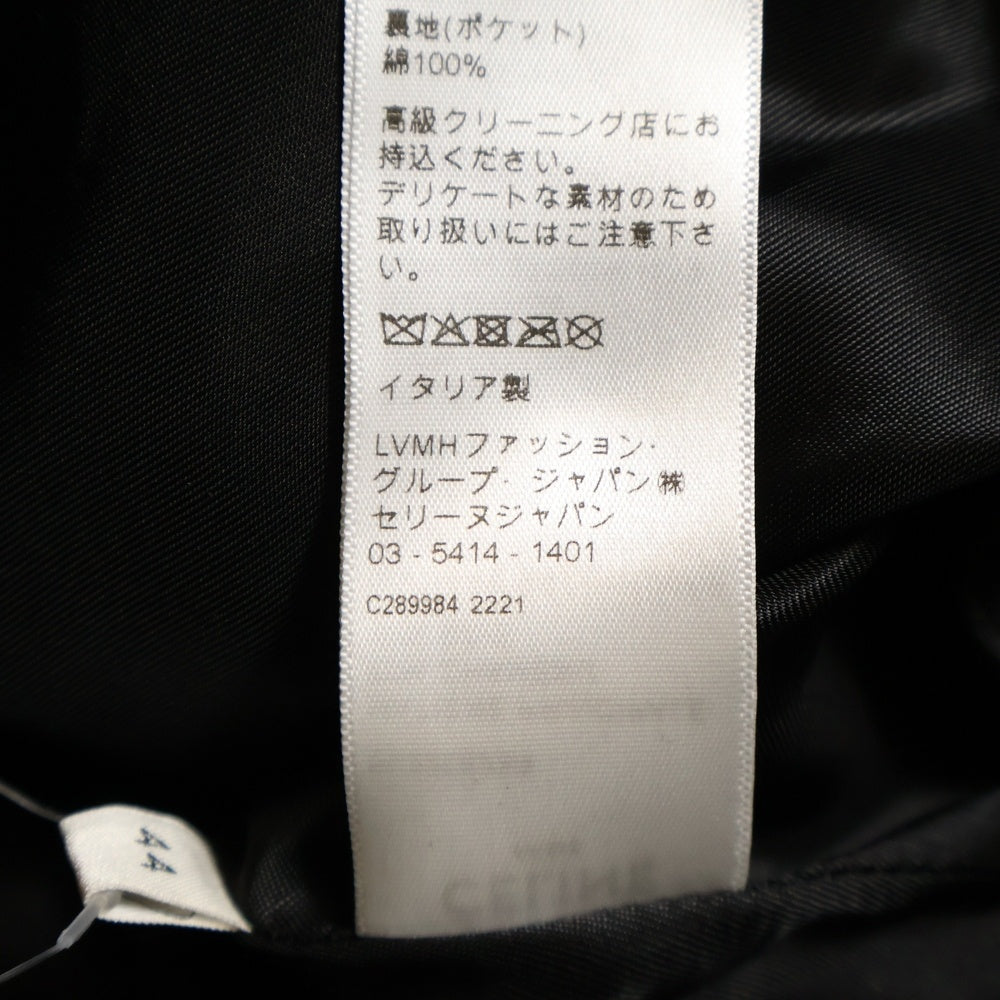 裏地(ポケット)
綿100%
高級クリーニング店にお
持込ください。
デリケートな素材のため
取り扱いにはご注意下さ
い。
イタリア製
LVMHファッション・
グループ・ジャパン㈱
セリーヌジャパン
03 - 5414 - 1401
C289984 2221
CELINE
44